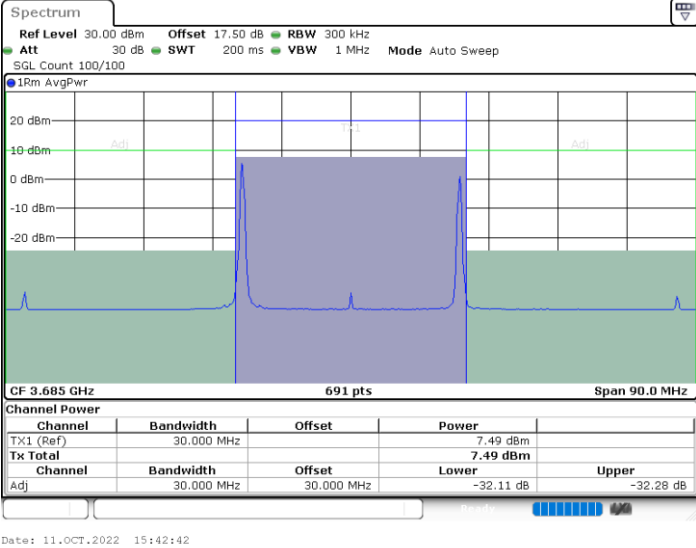 Spectrum
Ref Level 30.00 dBm Offset 17.50 dB RBW 300 kHz
Att 30 dB SWT 200 ms VBW 1 MHz Mode Auto Sweep
SGL Count 100/100
1Rm AvgPwr
20 dBm
TX1
Adj Adj
10 dBm
0 dBm
-10 dBm
-20 dBm
CF 3.685 GHz 691 pts Span 90.0 MHz
Channel Power
Channel Bandwidth Offset Power
TX1 (Ref) 30.000 MHz 7.49 dBm
Tx Total 7.49 dBm
Channel Bandwidth Offset Lower Upper
Adj 30.000 MHz 30.000 MHz -32.11 dB -32.28 dB
Ready
Date: 11.OCT.2022 15:42:42